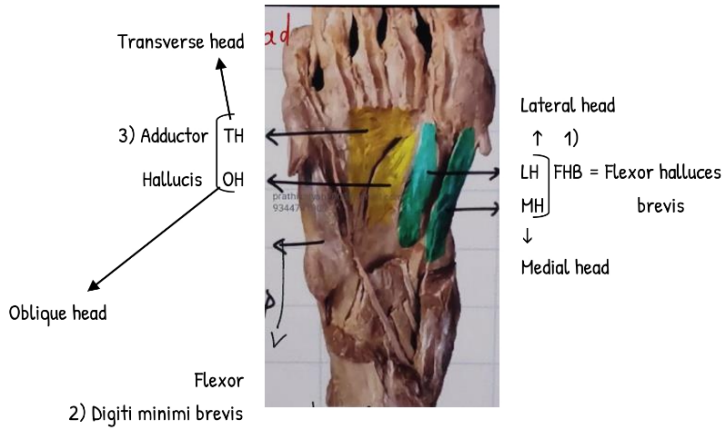 Transverse head
ad
3) Adductor TH
Hallucis OH
Oblique head
Flexor
2) Digiti minimi brevis
Lateral head
1)
LH FHB = Flexor halluces
MH brevis
Medial head